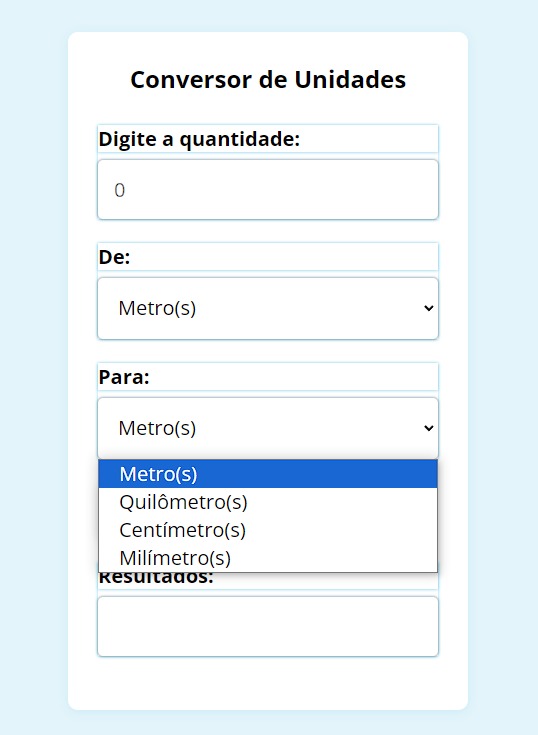 Conversor de Unidades
Digite a quantidade:
0
De:
Metro(s)
Para:
Metro(s)
Metro(s)
Quilômetro(s)
Centímetro(s)
Milímetro(s)
Resultados: